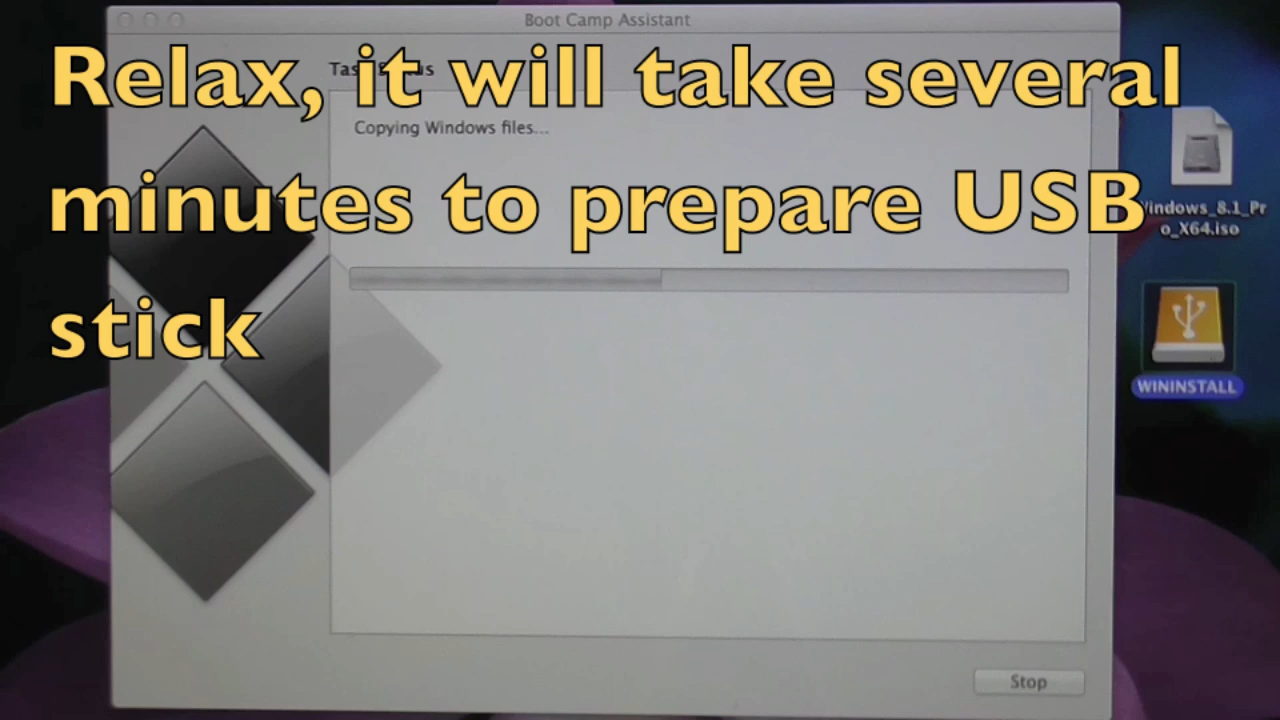 Boot Camp Assistant
Relax, it will take several
minutes to prepare USB
stick
Copying Windows files...
Windows_8.1_Pr
o_X64.iso
WININSTALL
Stop